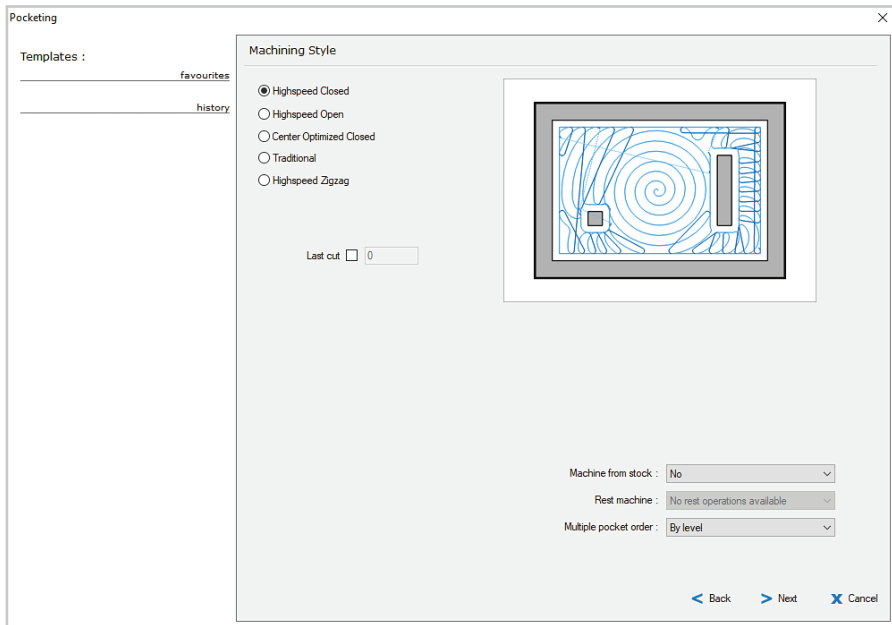 Pocketing
Templates :
favourites
history
Machining Style
Highspeed Closed
Highspeed Open
Center Optimized Closed
Traditional
Highspeed Zigzag
Last cut 0
Machine from stock : No
Rest machine : No rest operations available
Multiple pocket order : By level
< Back > Next X Cancel